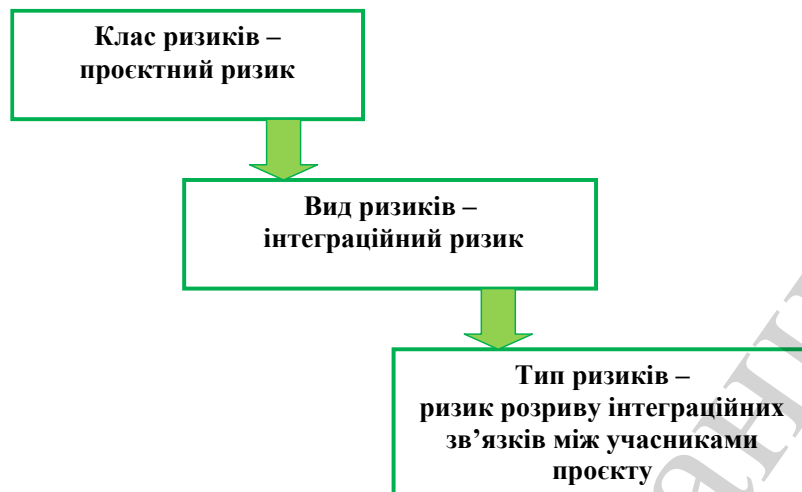 Клас ризиків –
проєктний ризик
Вид ризиків –
інтеграційний ризик
Тип ризиків –
ризик розриву інтеграційних
зв’язків між учасниками
проєкту